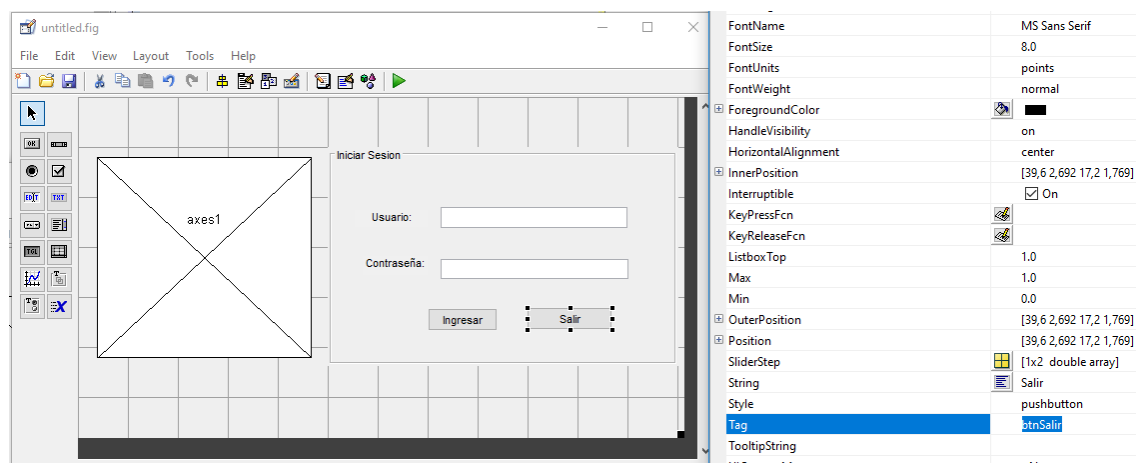 untitled.fig
File Edit View Layout Tools Help
OK
EDIT TXT
TGL
axes1
Iniciar Sesion
Usuario:
Contraseña:
Ingresar Salir
FontName MS Sans Serif
FontSize 8.0
FontUnits points
FontWeight normal
ForegroundColor
HandleVisibility on
HorizontalAlignment center
InnerPosition [39,6 2,692 17,2 1,769]
Interruptible On
KeyPressFcn
KeyReleaseFcn
ListboxTop 1.0
Max 1.0
Min 0.0
OuterPosition [39,6 2,692 17,2 1,769]
Position [39,6 2,692 17,2 1,769]
SliderStep [1x2 double array]
String Salir
Style pushbutton
Tag btnSalir
TooltipString